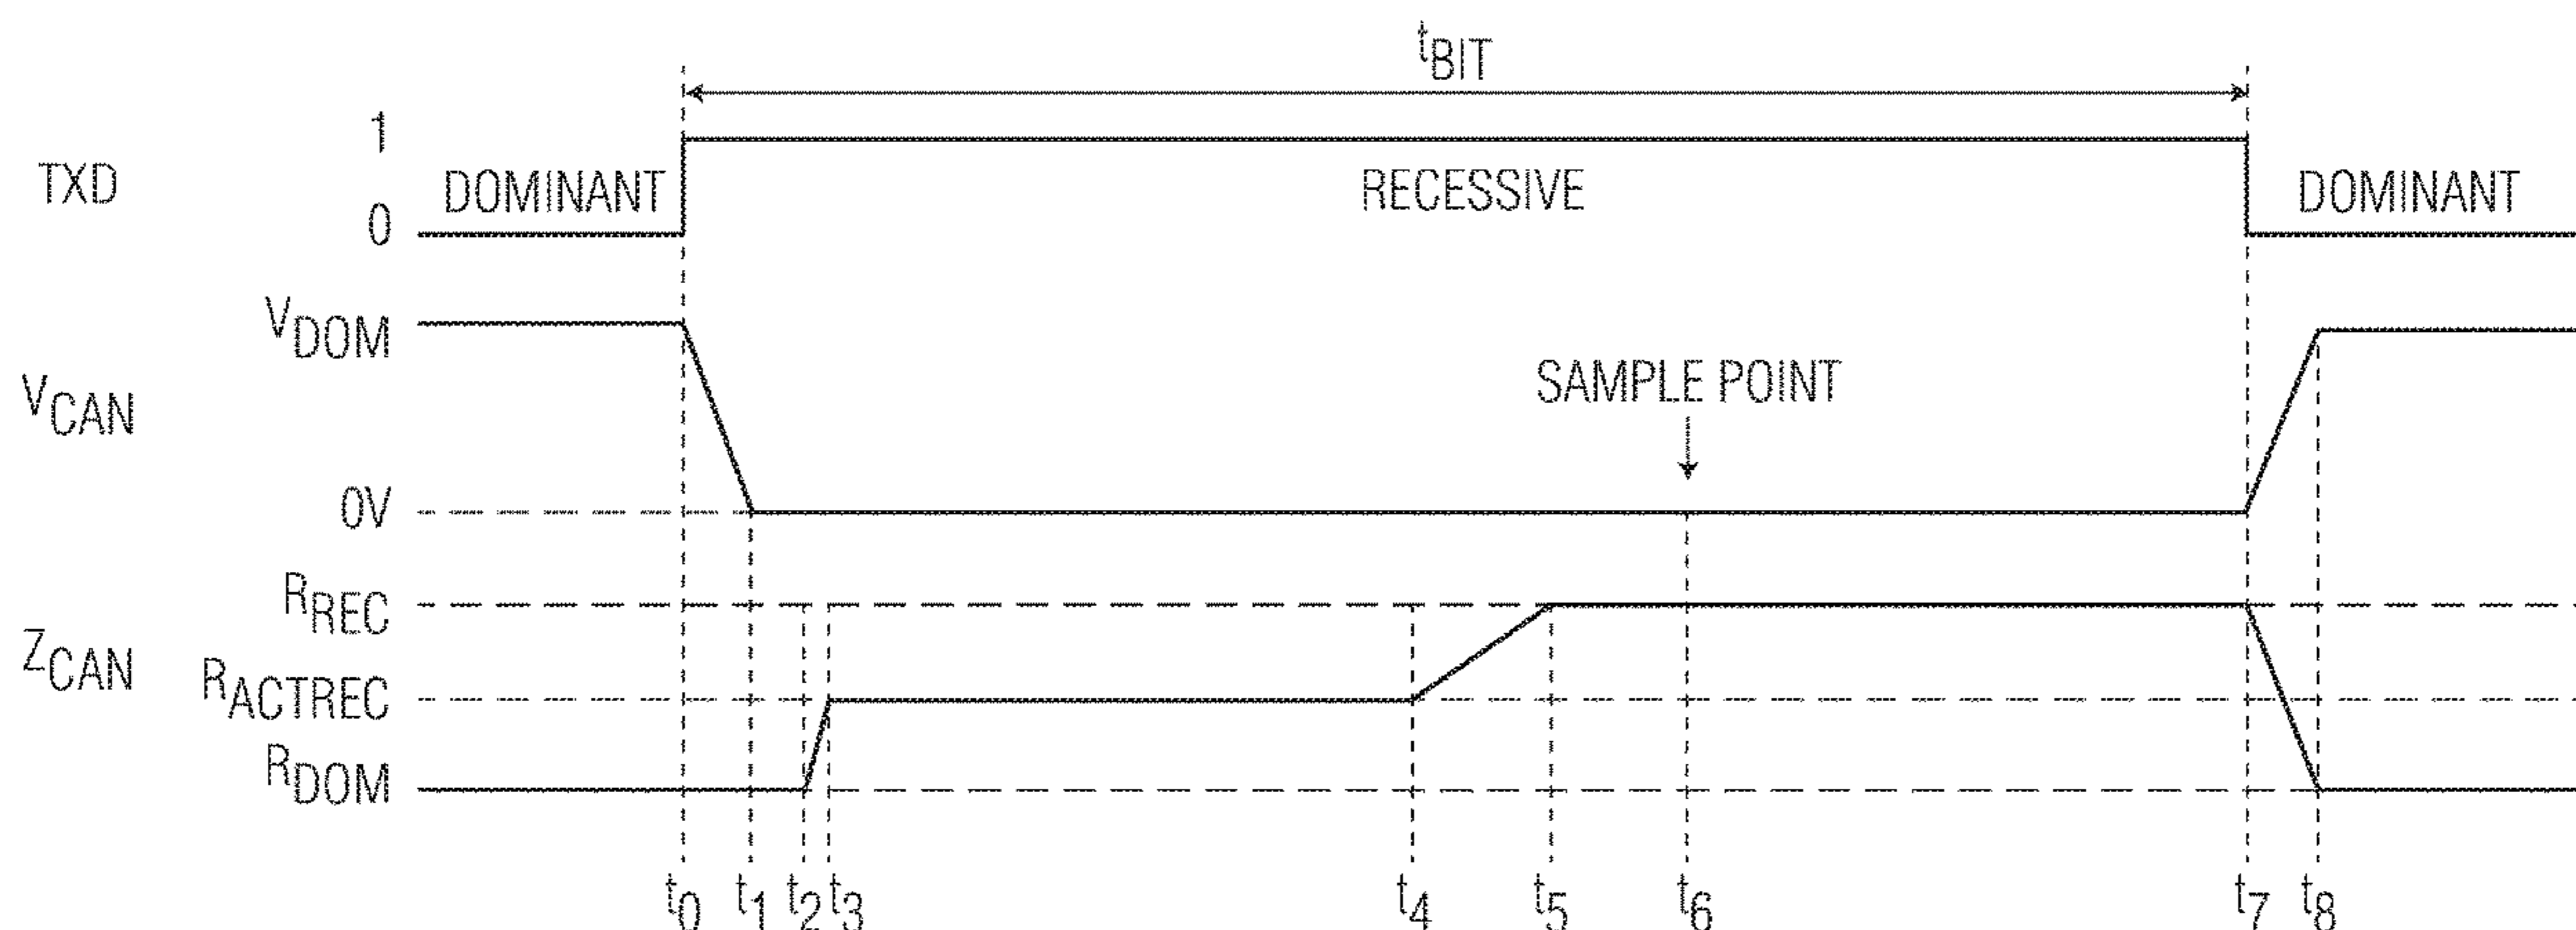 tBIT
TXD
1
0
DOMINANT
RECESSIVE
DOMINANT
VCAN
VDOM
0V
SAMPLE POINT
ZCAN
RREC
RACTREC
RDOM
t0 t1 t2 t3 t4 t5 t6 t7 t8